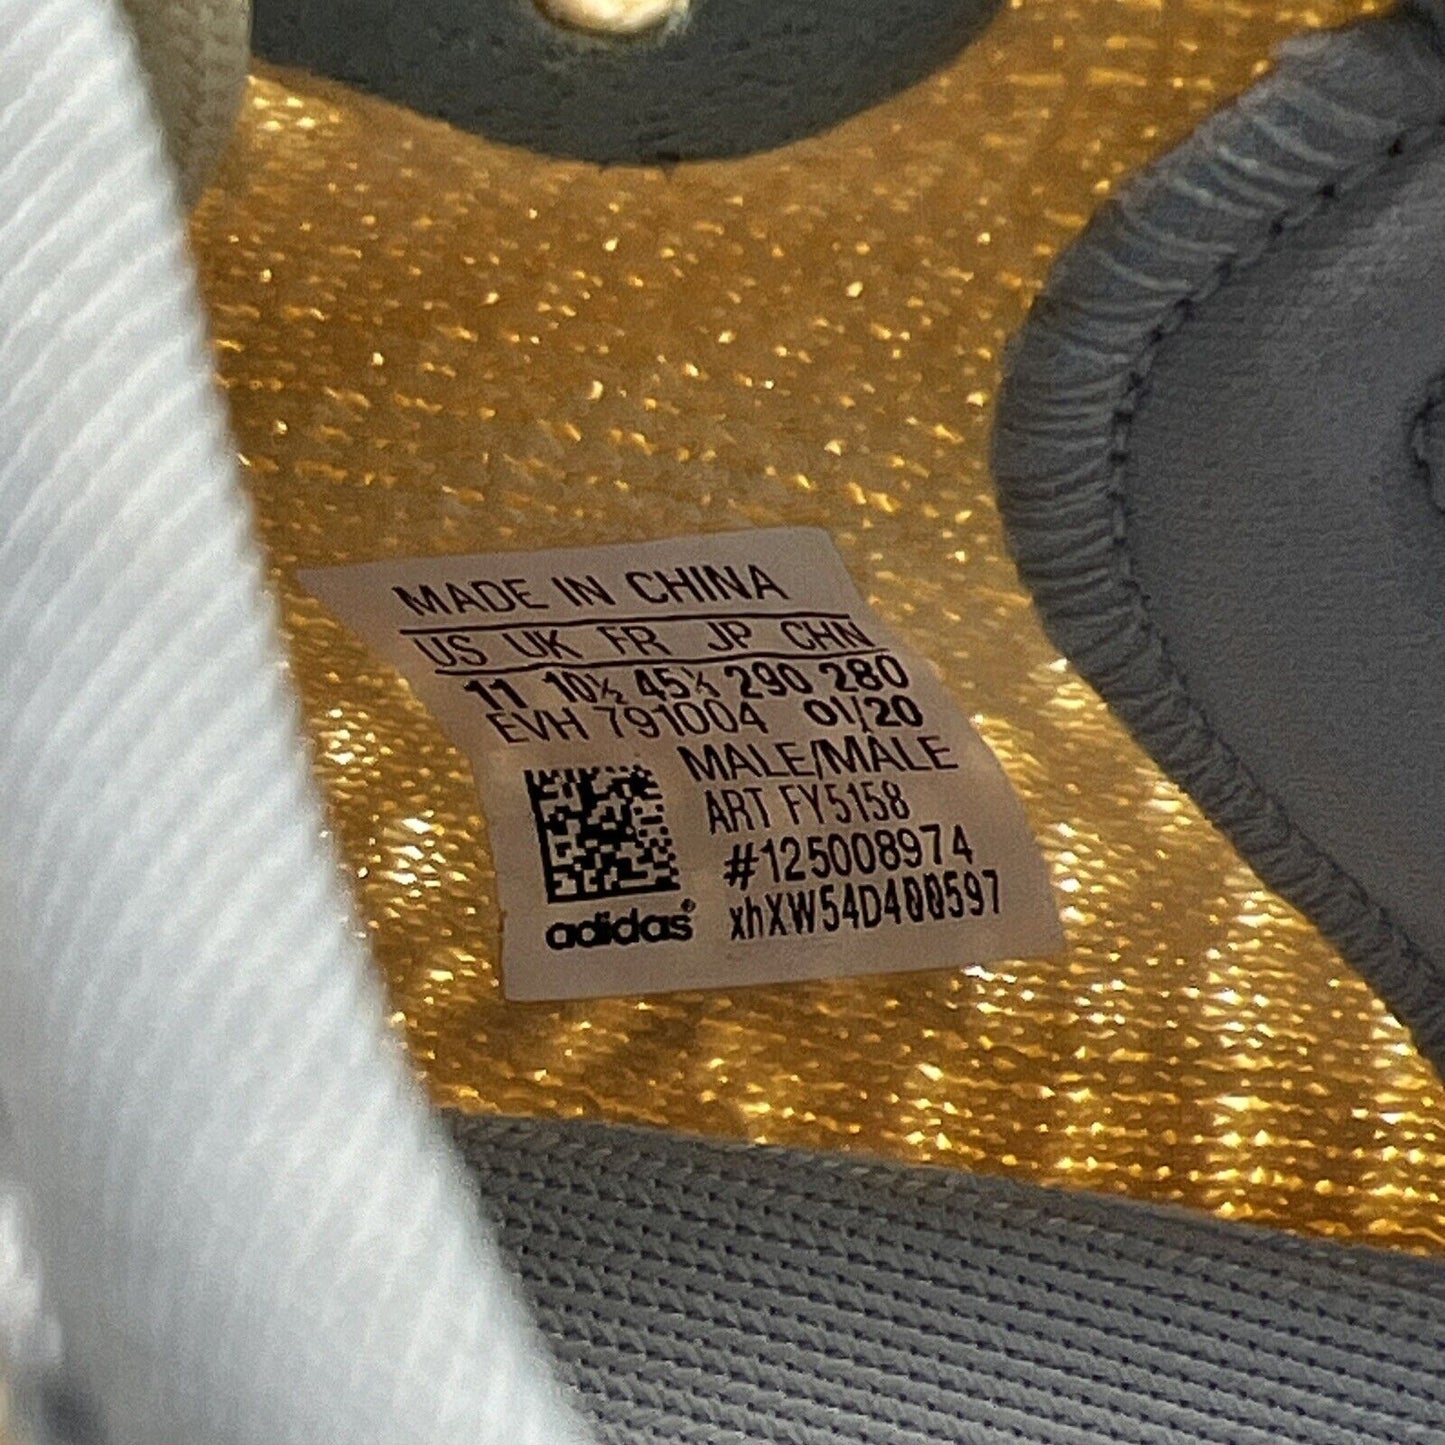 MADE IN CHINA
US UK FR JP CHN
11 10½ 45⅓ 290 280
EVH 791004 01/20
MALE/MÂLE
ART FY5158
#125008974
xhXW54D400597
adidas®